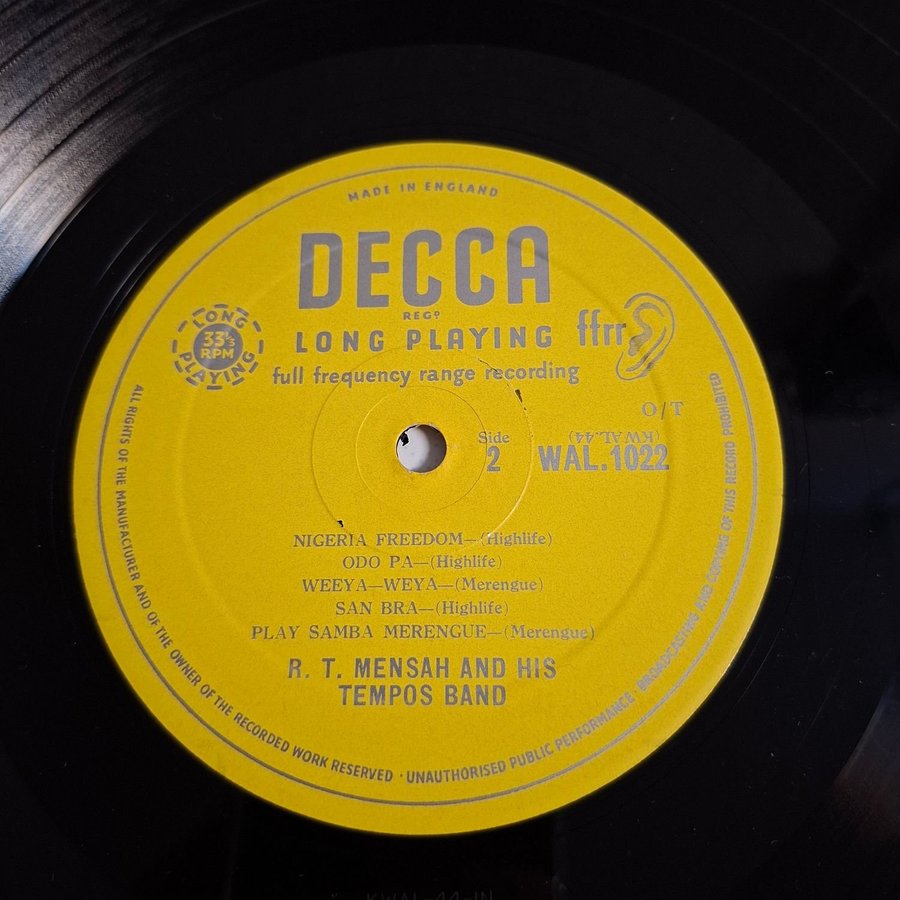 MADE IN ENGLAND
DECCA
REGᴰ
LONG PLAYING
ffrr
full frequency range recording
LONG
33⅓
RPM
PLAYING
O/T
(KWAL.44)
Side
2
WAL.1022
NIGERIA FREEDOM—(Highlife)
ODO PA—(Highlife)
WEEYA—WEYA—(Merengue)
SAN BRA—(Highlife)
PLAY SAMBA MERENGUE—(Merengue)
R. T. MENSAH AND HIS
TEMPOS BAND
ALL RIGHTS OF THE MANUFACTURER AND OF THE OWNER OF THE RECORDED WORK RESERVED · UNAUTHORISED PUBLIC PERFORMANCE · BROADCASTING AND COPYING OF THIS RECORD PROHIBITED